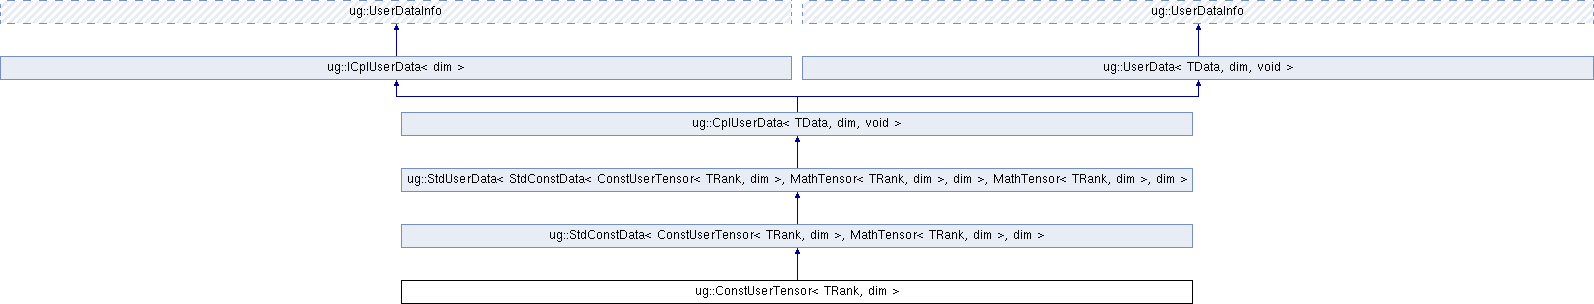 ug::UserDataInfo
ug::UserDataInfo
ug::ICplUserData< dim >
ug::UserData< TData, dim, void >
ug::CplUserData< TData, dim, void >
ug::StdUserData< StdConstData< ConstUserTensor< TRank, dim >, MathTensor< TRank, dim >, dim >, MathTensor< TRank, dim >, dim >
ug::StdConstData< ConstUserTensor< TRank, dim >, MathTensor< TRank, dim >, dim >
ug::ConstUserTensor< TRank, dim >